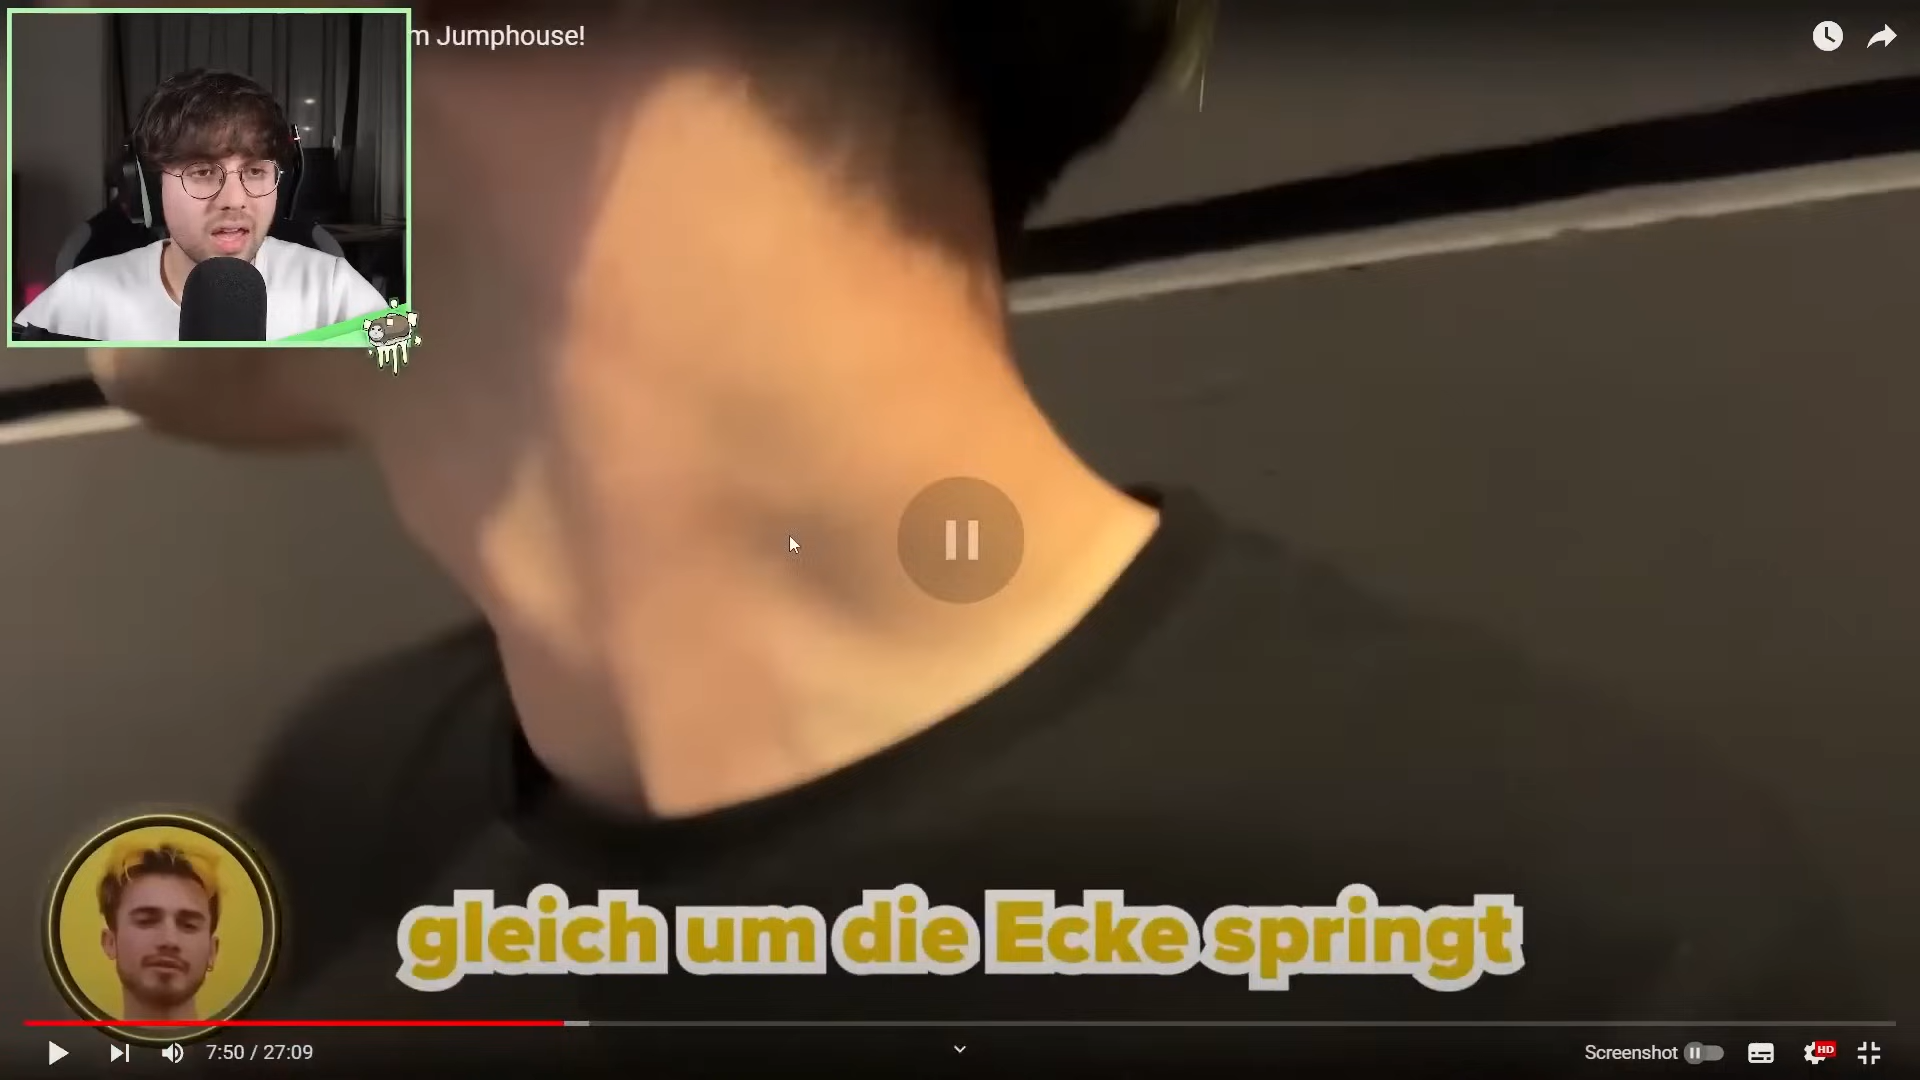 m Jumphouse!
gleich um die Ecke springt
7:50 / 27:09
Screenshot
HD